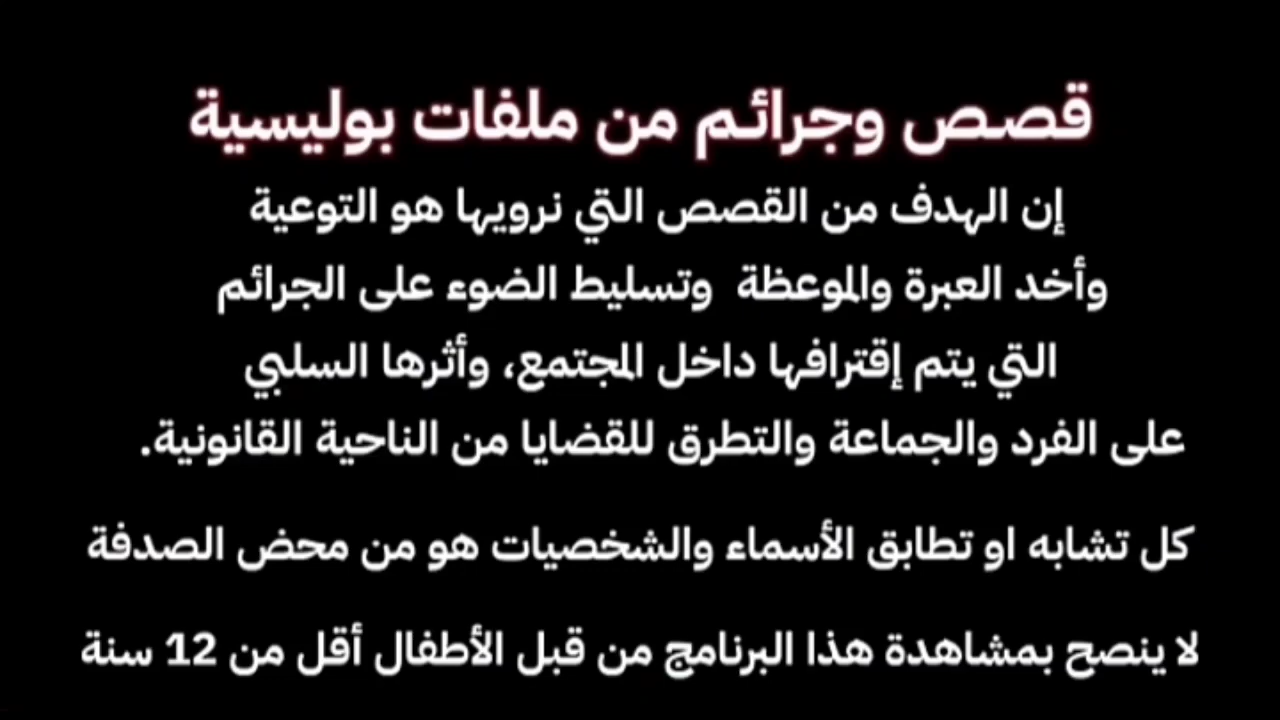 قصص وجرائم من ملفات بوليسية
إن الهدف من القصص التي نرويها هو التوعية
وأخد العبرة والموعظة وتسليط الضوء على الجرائم
التي يتم إقترافها داخل المجتمع، وأثرها السلبي
على الفرد والجماعة والتطرق للقضايا من الناحية القانونية.
كل تشابه او تطابق الأسماء والشخصيات هو من محض الصدفة
لا ينصح بمشاهدة هذا البرنامج من قبل الأطفال أقل من 12 سنة